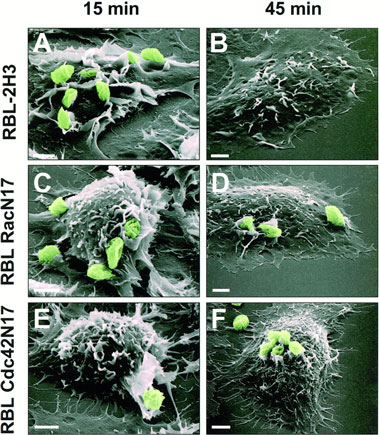 15 min 45 min
RBL-2H3
A B
RBL RacN17
C D
RBL Cdc42N17
E F